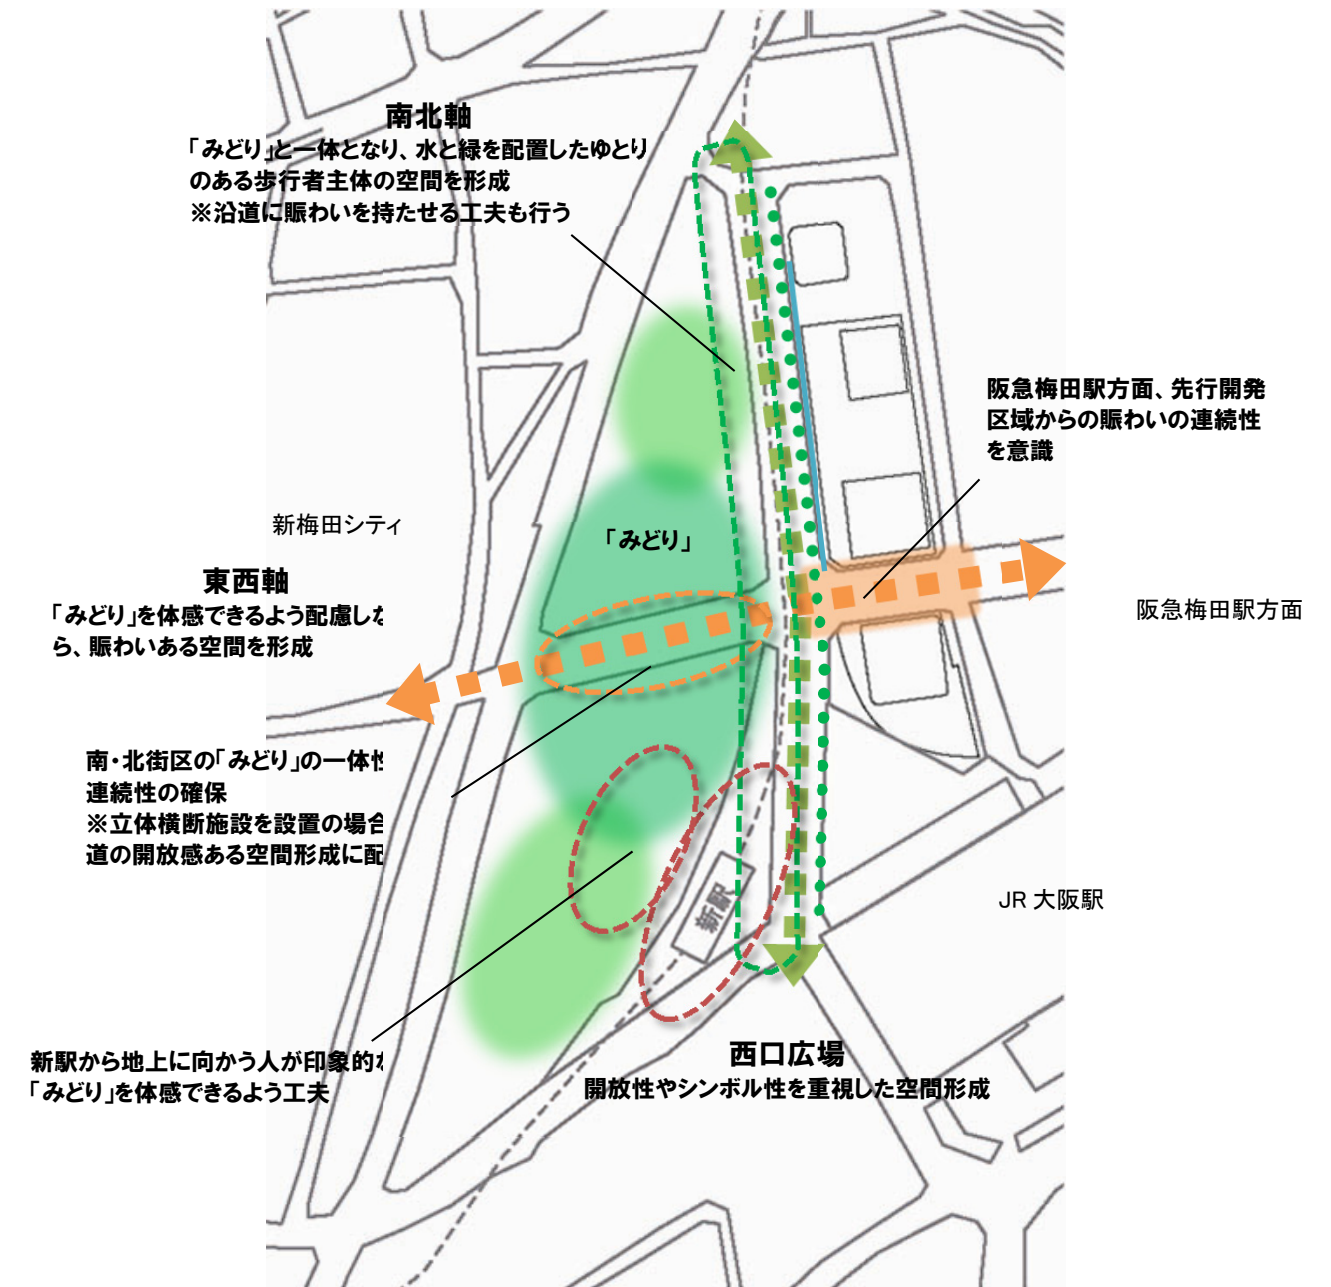 南北軸
「みどり」と一体となり、水と緑を配置したゆとり
のある歩行者主体の空間を形成
※沿道に賑わいを持たせる工夫も行う
阪急梅田駅方面、先行開発
区域からの賑わいの連続性
を意識
新梅田シティ
「みどり」
東西軸
「みどり」を体感できるよう配慮しな
ら、賑わいある空間を形成
阪急梅田駅方面
南・北街区の「みどり」の一体性
連続性の確保
※立体横断施設を設置の場合
道の開放感ある空間形成に配
新駅
JR 大阪駅
新駅から地上に向かう人が印象的な
「みどり」を体感できるよう工夫
西口広場
開放性やシンボル性を重視した空間形成